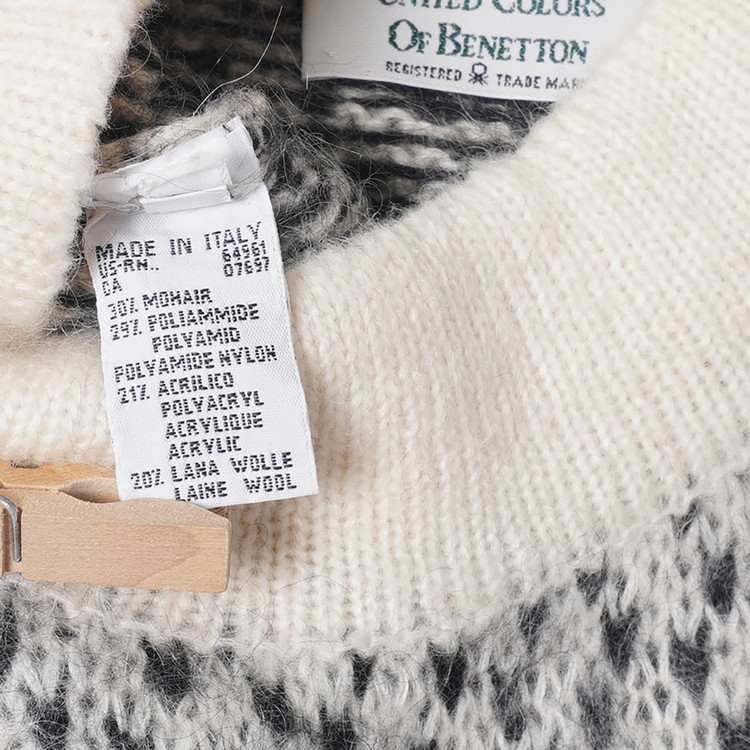 UNITED COLORS
OF BENETTON
REGISTERED TRADE MARK
MADE IN ITALY
US-RN.. 64961
CA 07697
30% MOHAIR
29% POLIAMMIDE
POLYAMID
POLYAMIDE NYLON
21% ACRILICO
POLYACRYL
ACRYLIQUE
ACRYLIC
20% LANA WOLLE
LAINE WOOL